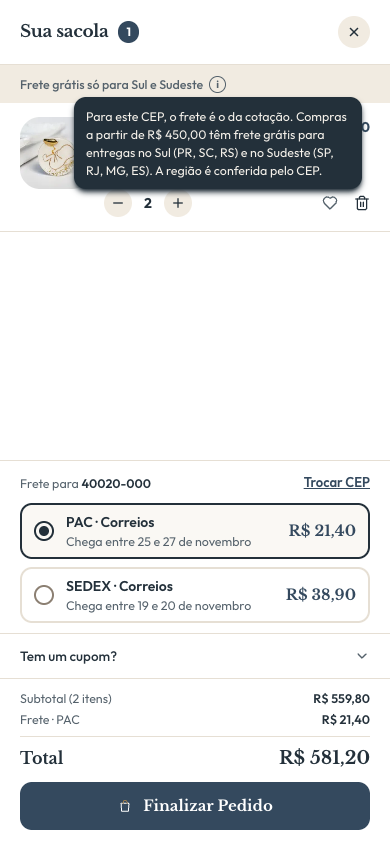 Sua sacola 1
Frete grátis só para Sul e Sudeste i
Para este CEP, o frete é o da cotação. Compras
a partir de R$ 450,00 têm frete grátis para
entregas no Sul (PR, SC, RS) e no Sudeste (SP,
RJ, MG, ES). A região é conferida pelo CEP.
2
Frete para 40020-000
Trocar CEP
PAC · Correios
R$ 21,40
Chega entre 25 e 27 de novembro
SEDEX · Correios
R$ 38,90
Chega entre 19 e 20 de novembro
Tem um cupom?
Subtotal (2 itens) R$ 559,80
Frete · PAC R$ 21,40
Total R$ 581,20
Finalizar Pedido